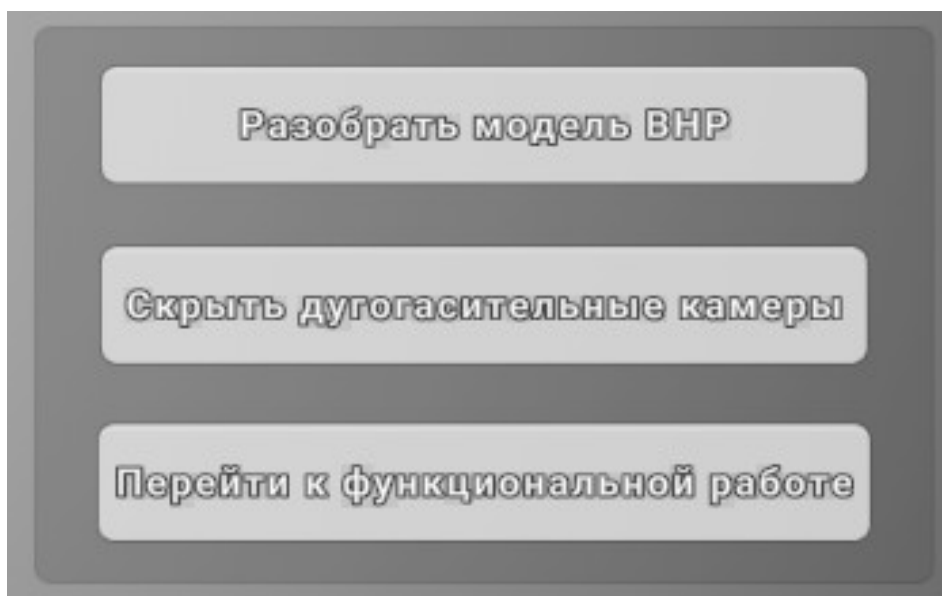 Разобрать модель ВНР
Скрыть дугогасительные камеры
Перейти к функциональной работе